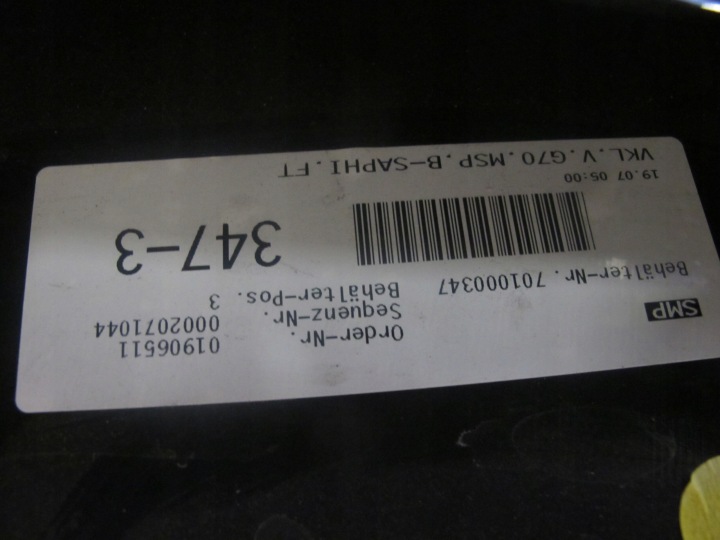 SMP
Order-Nr. 01906511
Sequenz-Nr. 0002071044
Behälter-Pos. 3
Behälter-Nr. 701000347
347-3
19.07 05:00
VKL.V.G70.MSP.B-SAPHI.FT